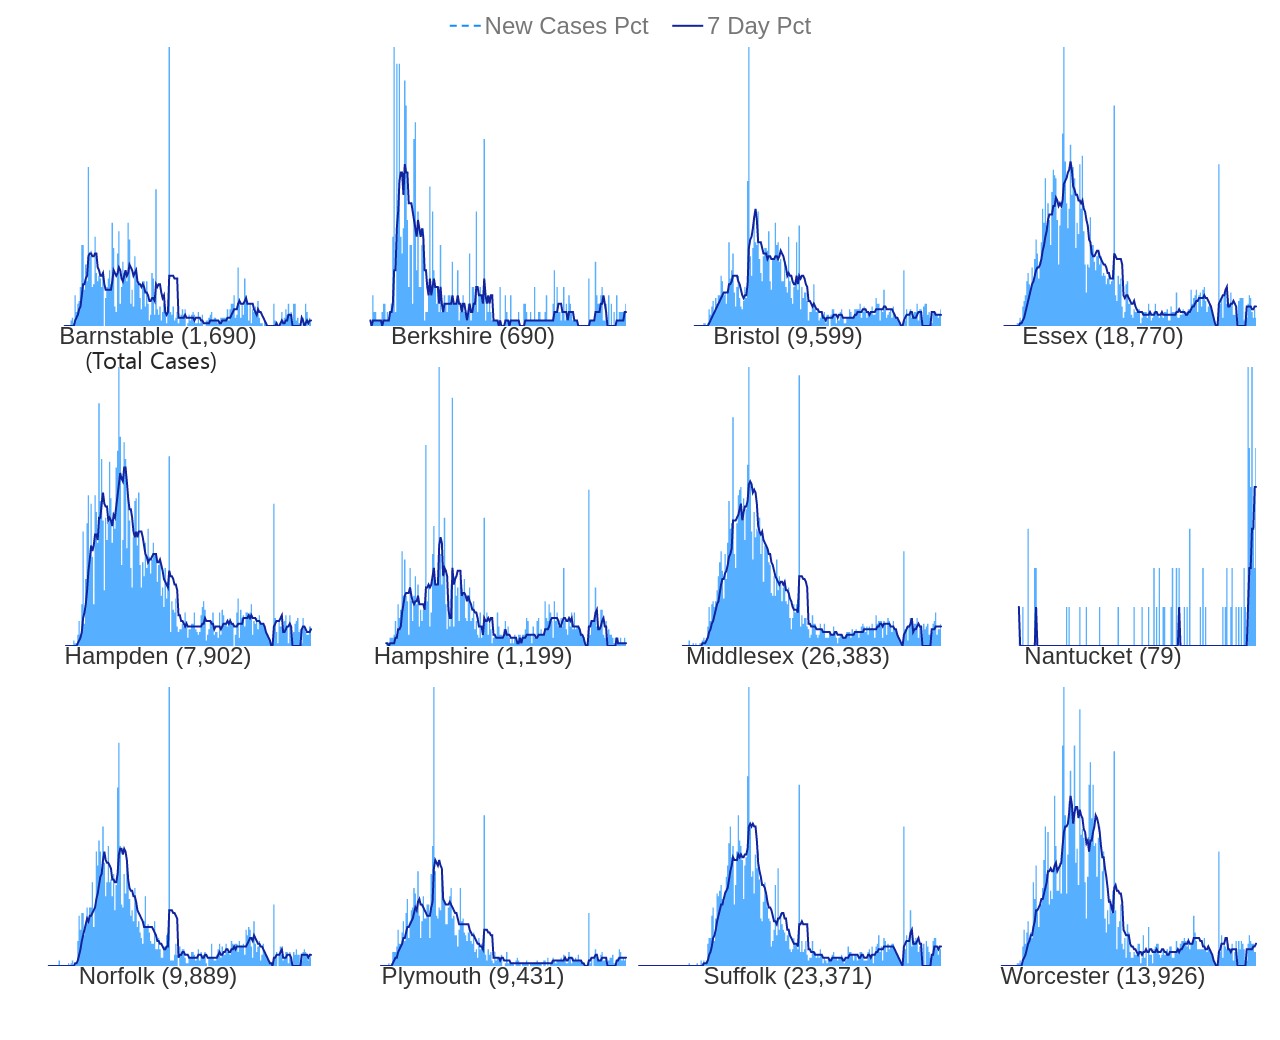 New Cases Pct 7 Day Pct
Barnstable (1,690) Berkshire (690) Bristol (9,599) Essex (18,770)
(Total Cases)
Hampden (7,902) Hampshire (1,199) Middlesex (26,383) Nantucket (79)
Norfolk (9,889) Plymouth (9,431) Suffolk (23,371) Worcester (13,926)